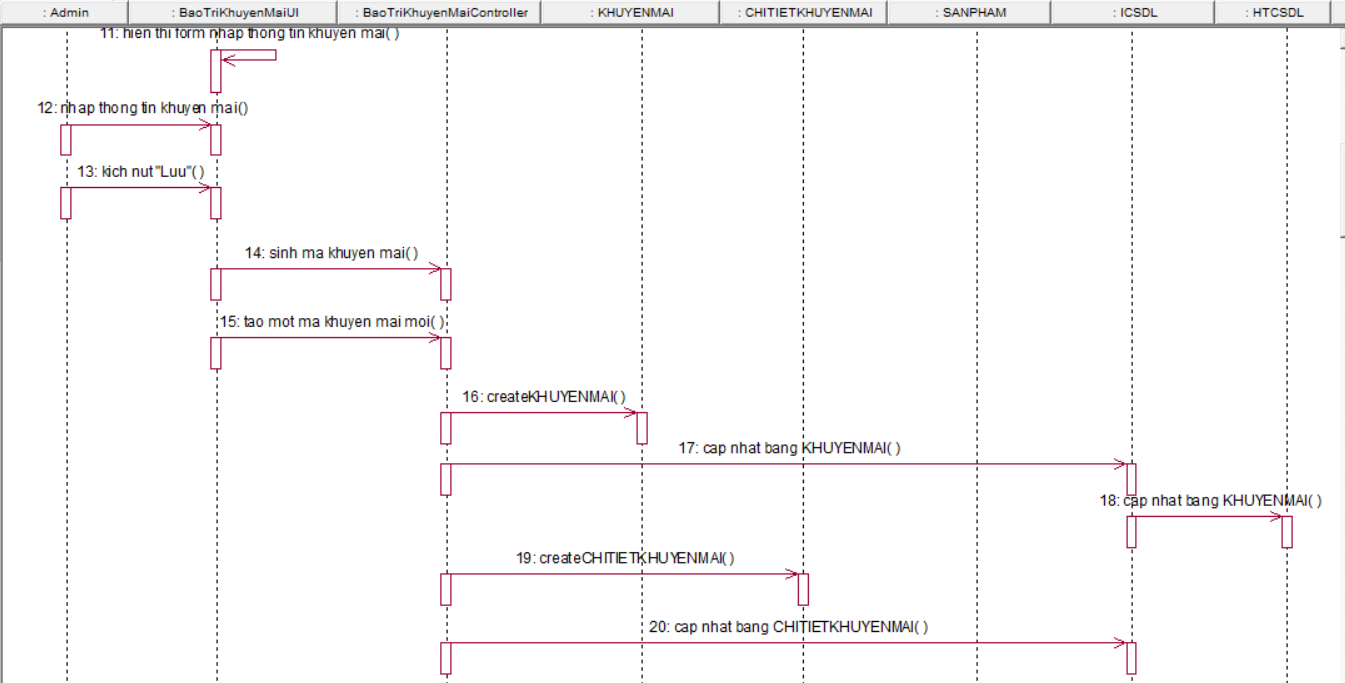 : Admin
: BaoTriKhuyenMaiUI
: BaoTriKhuyenMaiController
: KHUYENMAI
: CHITIETKHUYENMAI
: SANPHAM
: ICSDL
: HTCSDL
11: hien thi form nhap thong tin khuyen mai( )
12: nhap thong tin khuyen mai()
13: kich nut "Luu"( )
14: sinh ma khuyen mai( )
15: tao mot ma khuyen mai moi( )
16: createKHUYENMAI( )
17: cap nhat bang KHUYENMAI( )
18: cap nhat bang KHUYENMAI( )
19: createCHITIETKHUYENMAI( )
20: cap nhat bang CHITIETKHUYENMAI( )